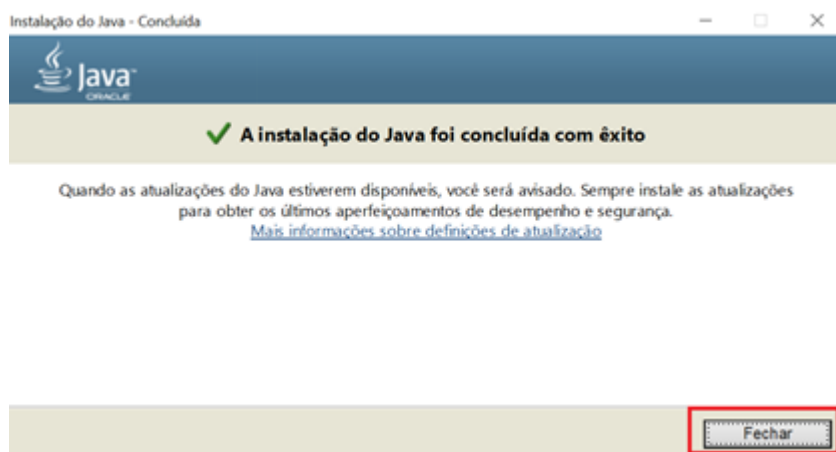 Instalação do Java - Concluída
Java
ORACLE
A instalação do Java foi concluída com êxito
Quando as atualizações do Java estiverem disponíveis, você será avisado. Sempre instale as atualizações
para obter os últimos aperfeiçoamentos de desempenho e segurança.
Mais informações sobre definições de atualização
Fechar